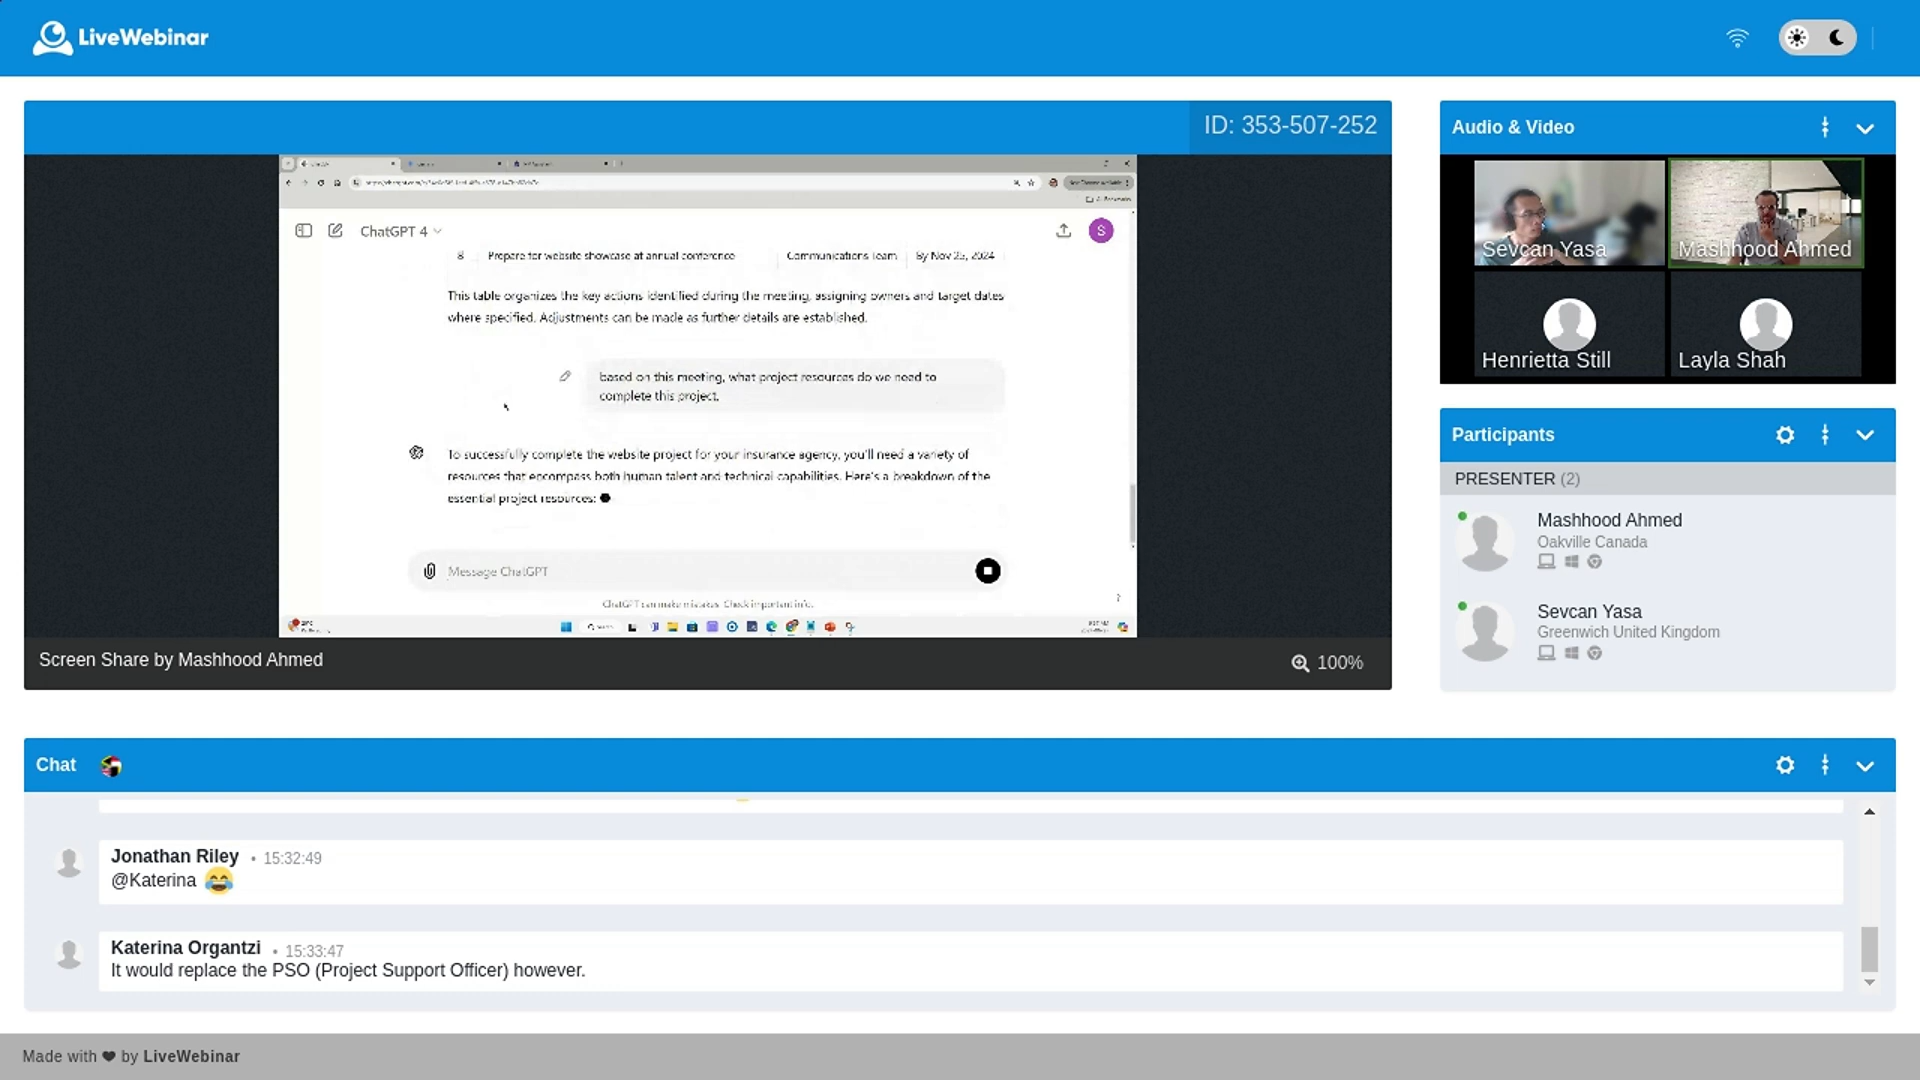 LiveWebinar
ID: 353-507-252
ChatGPT 4
S
8 Prepare for website showcase at annual conference Communications Team By Nov 25, 2024
This table organizes the key actions identified during the meeting, assigning owners and target dates
where specified. Adjustments can be made as further details are established.
based on this meeting, what project resources do we need to
complete this project.
To successfully complete the website project for your insurance agency, you'll need a variety of
resources that encompass both human talent and technical capabilities. Here's a breakdown of the
essential project resources:
Message ChatGPT
ChatGPT can make mistakes. Check important info.
Screen Share by Mashhood Ahmed
100%
Audio & Video
Sevcan Yasa
Mashhood Ahmed
Henrietta Still
Layla Shah
Participants
PRESENTER (2)
Mashhood Ahmed
Oakville Canada
Sevcan Yasa
Greenwich United Kingdom
Chat
Jonathan Riley • 15:32:49
@Katerina 😂
Katerina Organtzi • 15:33:47
It would replace the PSO (Project Support Officer) however.
Made with ❤ by LiveWebinar